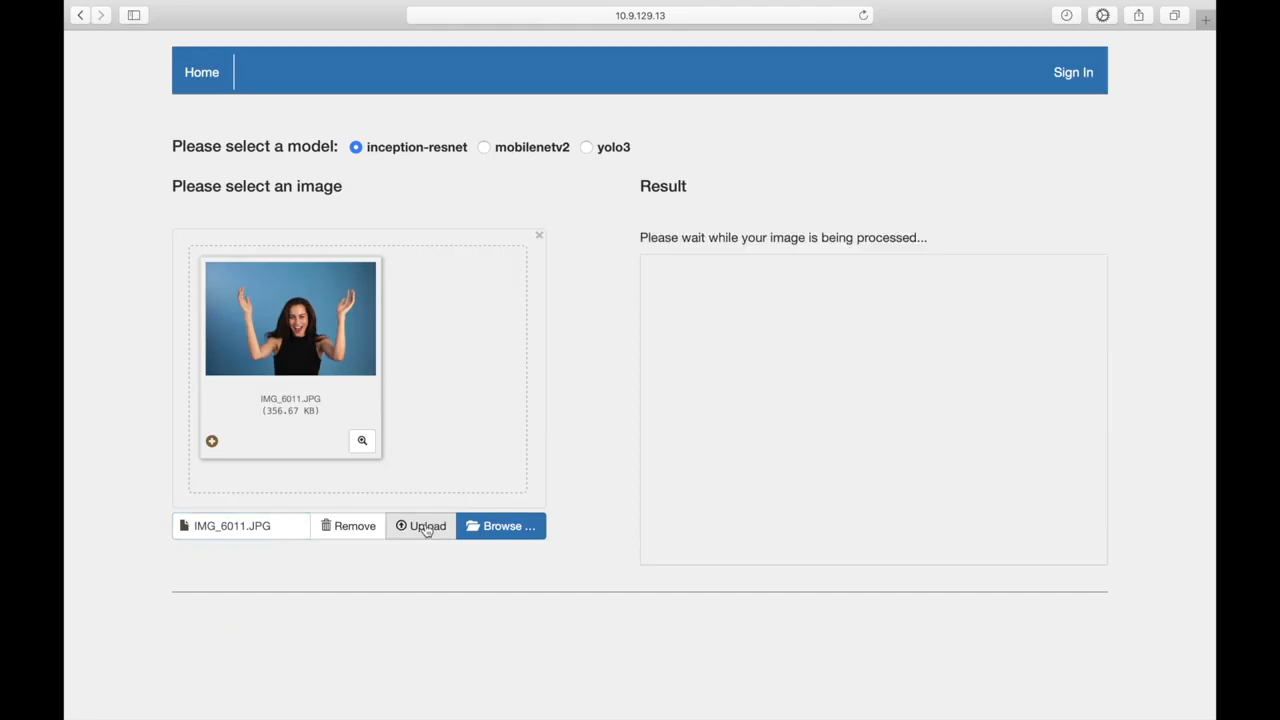 10.9.129.13
Home
Sign In
Please select a model: inception-resnet mobilenetv2 yolo3
Please select an image
Result
Please wait while your image is being processed...
IMG_6011.JPG
(356.67 KB)
IMG_6011.JPG Remove Upload Browse ...